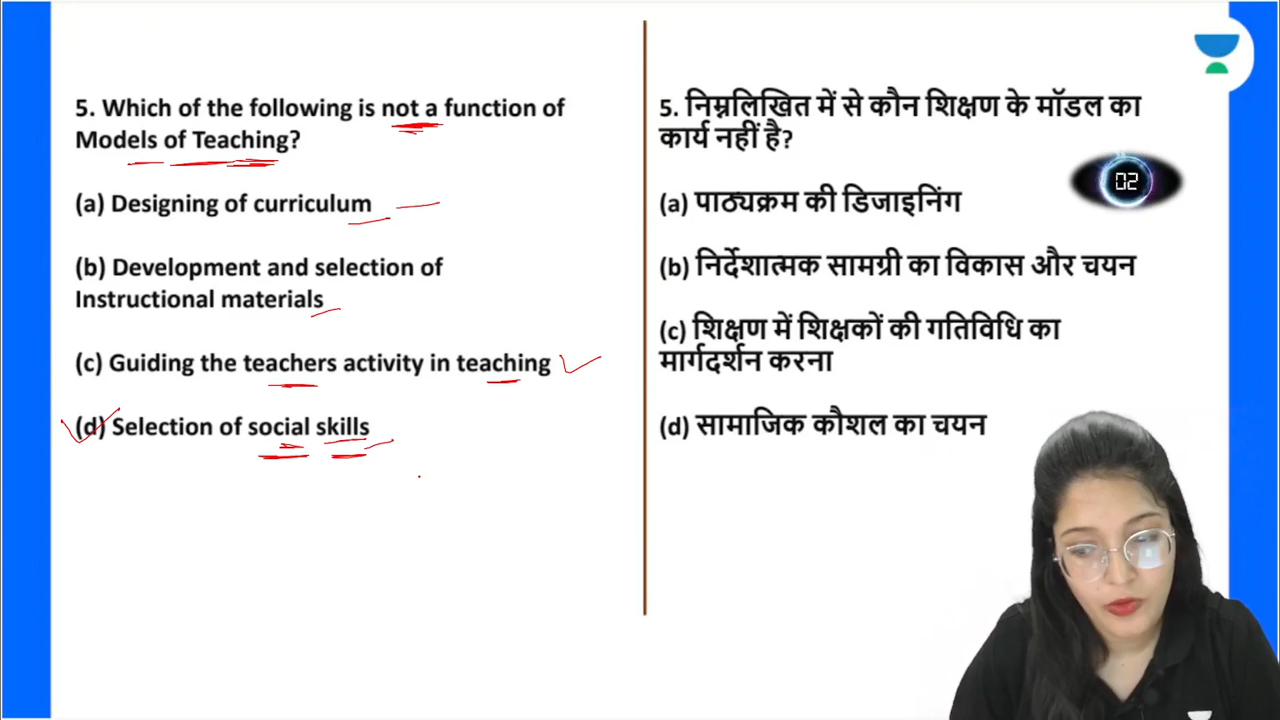 5. Which of the following is not a function of
Models of Teaching?
(a) Designing of curriculum
(b) Development and selection of
Instructional materials
(c) Guiding the teachers activity in teaching
(d) Selection of social skills
5. निम्नलिखित में से कौन शिक्षण के मॉडल का
कार्य नहीं है?
(a) पाठ्यक्रम की डिजाइनिंग
(b) निर्देशात्मक सामग्री का विकास और चयन
(c) शिक्षण में शिक्षकों की गतिविधि का
मार्गदर्शन करना
(d) सामाजिक कौशल का चयन
02